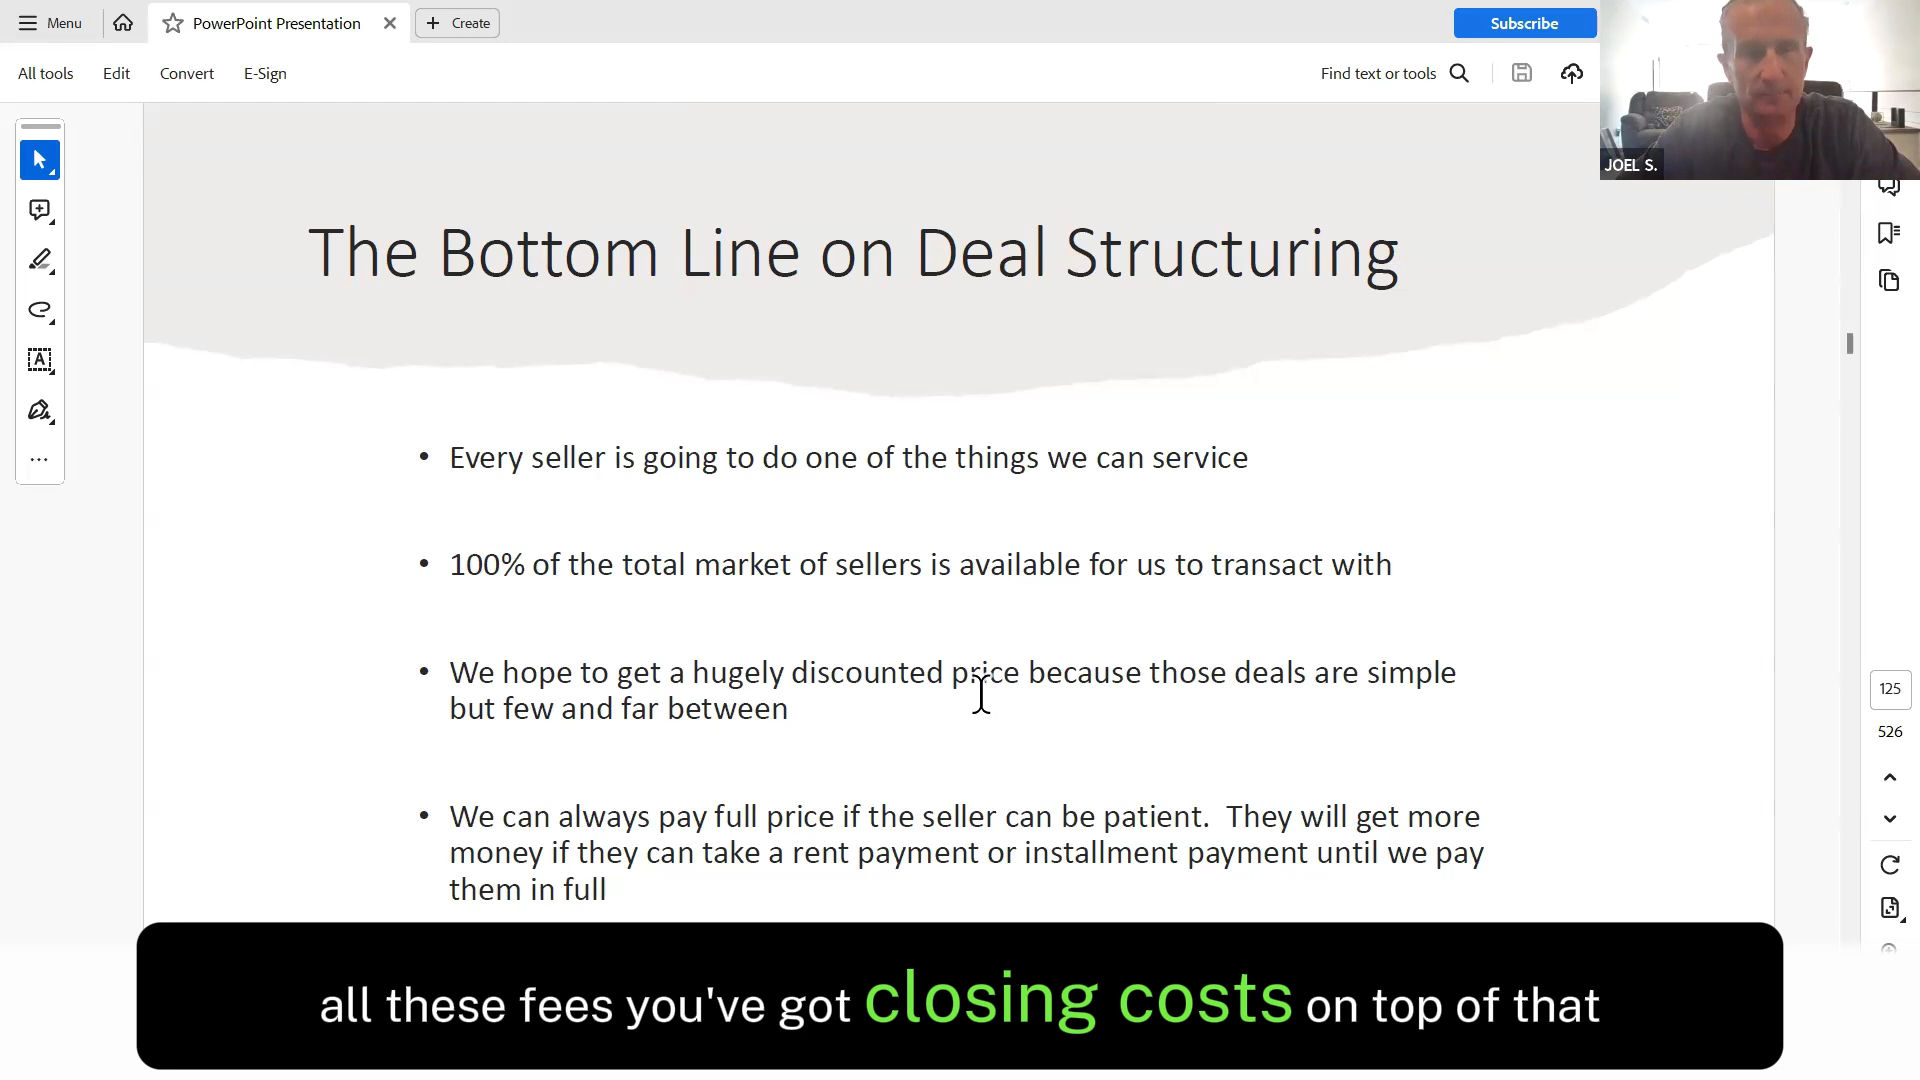 Menu
PowerPoint Presentation
Create
Subscribe
All tools
Edit
Convert
E-Sign
Find text or tools
JOEL S.
The Bottom Line on Deal Structuring
• Every seller is going to do one of the things we can service
• 100% of the total market of sellers is available for us to transact with
• We hope to get a hugely discounted price because those deals are simple
but few and far between
• We can always pay full price if the seller can be patient.  They will get more
money if they can take a rent payment or installment payment until we pay
them in full
125
526
all these fees you've got closing costs on top of that